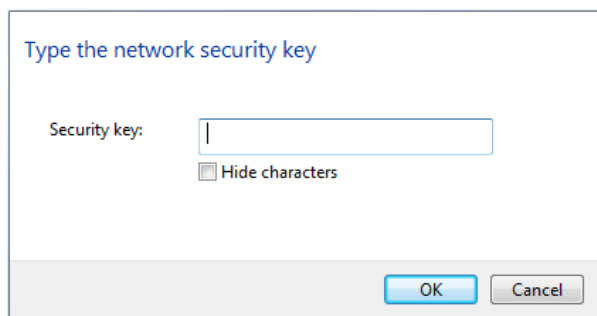 Type the network security key
Security key:
Hide characters
OK Cancel